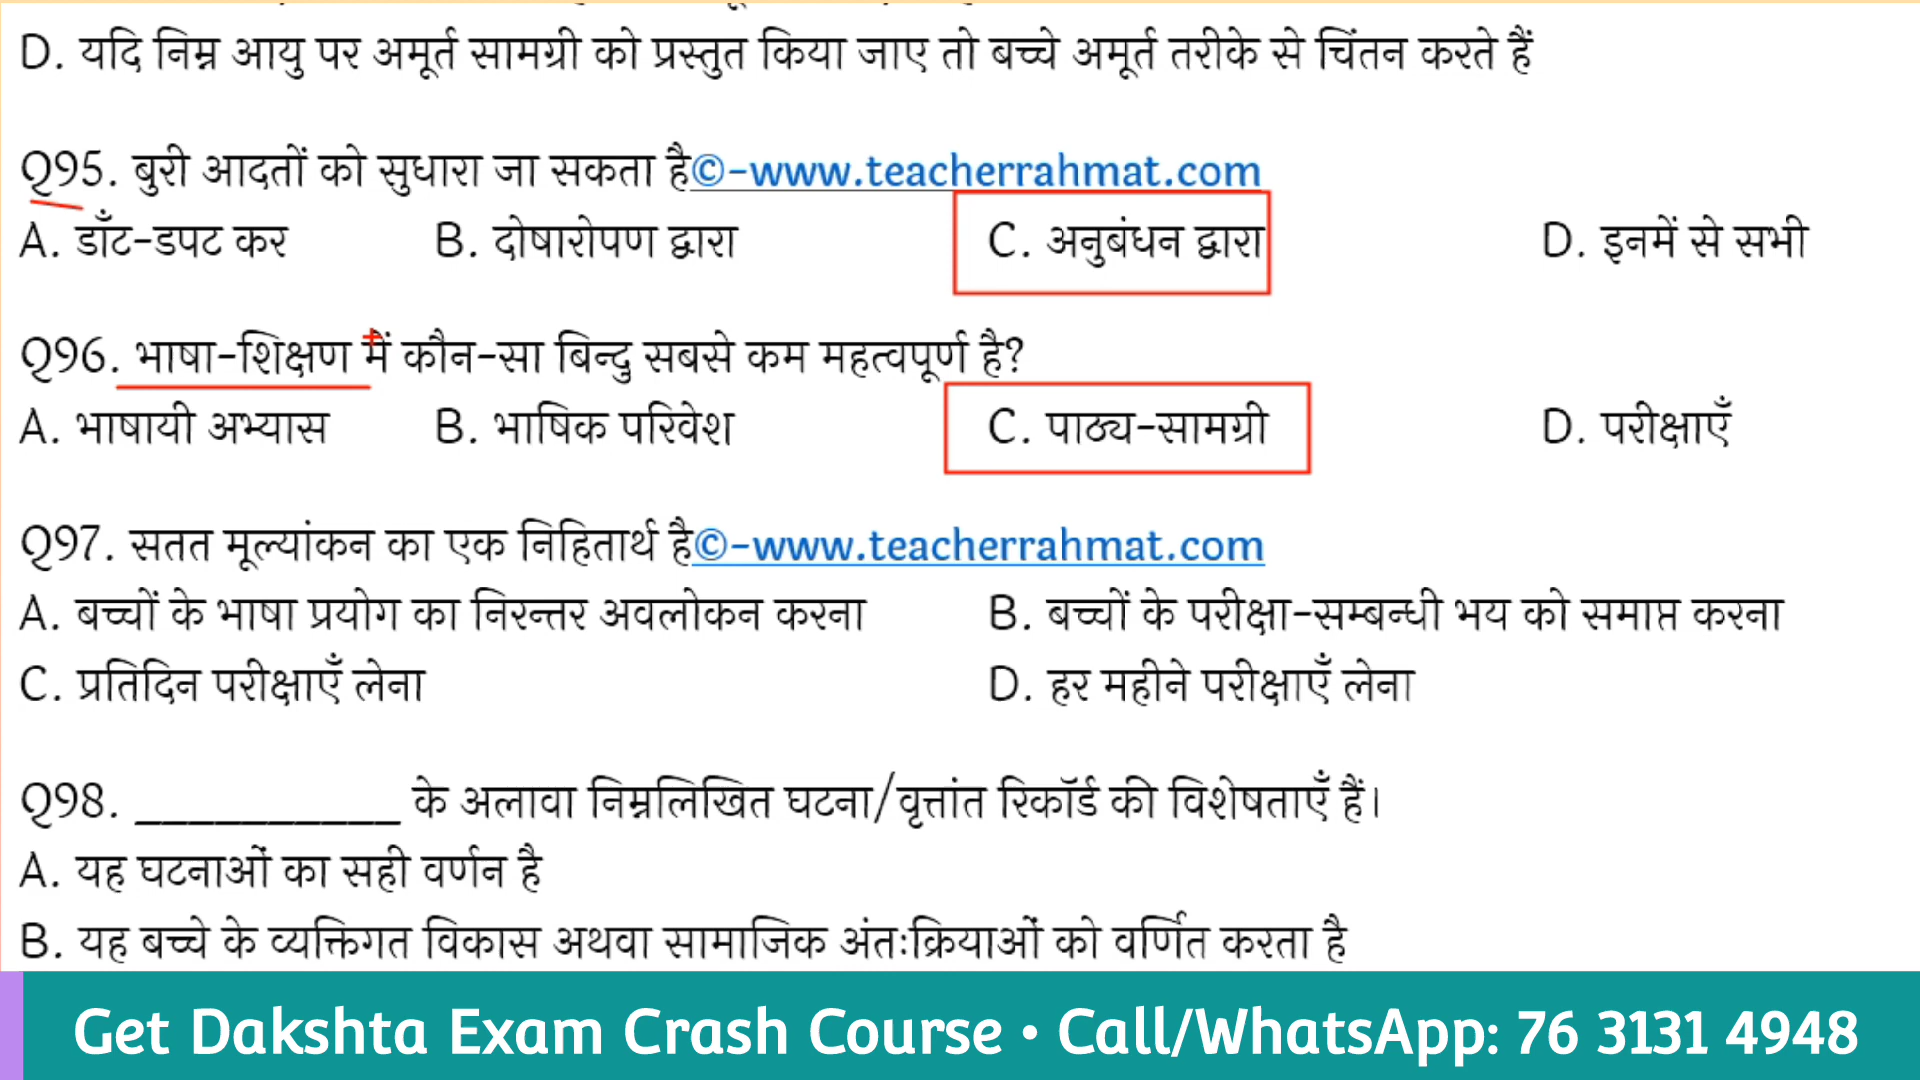 D. यदि निम्न आयु पर अमूर्त सामग्री को प्रस्तुत किया जाए तो बच्चे अमूर्त तरीके से चिंतन करते हैं
Q95. बुरी आदतों को सुधारा जा सकता है©-www.teacherrahmat.com
A. डाँट-डपट कर B. दोषारोपण द्वारा C. अनुबंधन द्वारा D. इनमें से सभी
Q96. भाषा-शिक्षण में कौन-सा बिन्दु सबसे कम महत्वपूर्ण है?
A. भाषायी अभ्यास B. भाषिक परिवेश C. पाठ्य-सामग्री D. परीक्षाएँ
Q97. सतत मूल्यांकन का एक निहितार्थ है©-www.teacherrahmat.com
A. बच्चों के भाषा प्रयोग का निरन्तर अवलोकन करना B. बच्चों के परीक्षा-सम्बन्धी भय को समाप्त करना
C. प्रतिदिन परीक्षाएँ लेना D. हर महीने परीक्षाएँ लेना
Q98. __________ के अलावा निम्नलिखित घटना/वृत्तांत रिकॉर्ड की विशेषताएँ हैं।
A. यह घटनाओं का सही वर्णन है
B. यह बच्चे के व्यक्तिगत विकास अथवा सामाजिक अंतःक्रियाओं को वर्णित करता है
Get Dakshta Exam Crash Course • Call/WhatsApp: 76 3131 4948